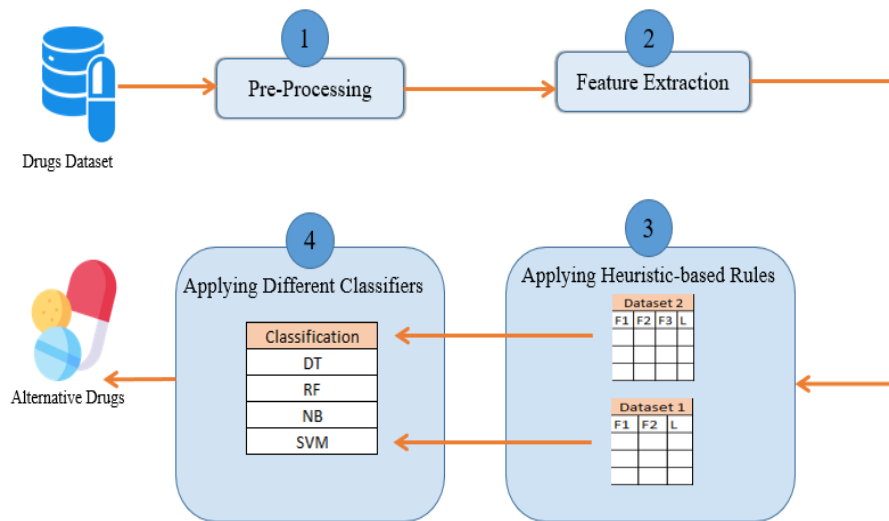 1
Pre-Processing
2
Feature Extraction
Drugs Dataset
3
Applying Heuristic-based Rules
Dataset 2
F1 F2 F3 L
Dataset 1
F1 F2 L
4
Applying Different Classifiers
Classification
DT
RF
NB
SVM
Alternative Drugs